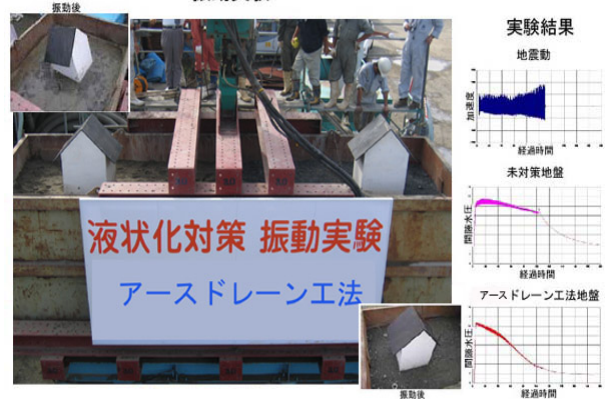 振動後
液状化対策 振動実験
アースドレーン工法
振動後
実験結果
地震動
加速度
経過時間
未対策地盤
間隙水圧
経過時間
アースドレーン工法地盤
間隙水圧
経過時間